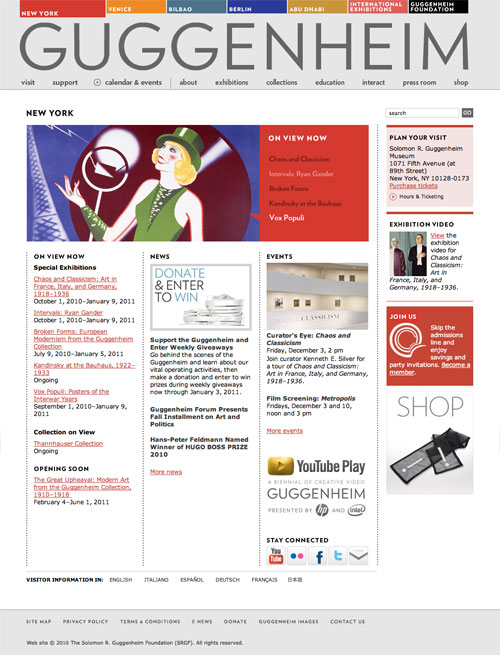 NEW YORK
VENICE
BILBAO
BERLIN
ABU DHABI
INTERNATIONAL
EXHIBITIONS
GUGGENHEIM
FOUNDATION
GUGGENHEIM
visit support calendar & events about exhibitions collections education interact press room shop
NEW YORK
search GO
ON VIEW NOW
Chaos and Classicism
Intervals: Ryan Gander
Broken Forms
Kandinsky at the Bauhaus
Vox Populi
ON VIEW NOW
Special Exhibitions
Chaos and Classicism: Art in
France, Italy, and Germany,
1918–1936
October 1, 2010–January 9, 2011
Intervals: Ryan Gander
October 1, 2010–January 9, 2011
Broken Forms: European
Modernism from the Guggenheim
Collection
July 9, 2010–January 5, 2011
Kandinsky at the Bauhaus, 1922–
1933
Ongoing
Vox Populi: Posters of the
Interwar Years
September 1, 2010–January 9,
2011
Collection on View
Thannhauser Collection
Ongoing
OPENING SOON
The Great Upheaval: Modern Art
from the Guggenheim Collection,
1910–1918
February 4–June 1, 2011
NEWS
DONATE
& ENTER
TO WIN
Support the Guggenheim and
Enter Weekly Giveaways
Go behind the scenes of the
Guggenheim and learn about our
vital operating activities, then
make a donation and enter to win
prizes during weekly giveaways
now through January 3, 2011.
Guggenheim Forum Presents
Fall Installment on Art and
Politics
Hans-Peter Feldmann Named
Winner of HUGO BOSS PRIZE
2010
More news
EVENTS
CLASSICISM
Curator's Eye: Chaos and
Classicism
Friday, December 3, 2 pm
Join curator Kenneth E. Silver for
a tour of Chaos and Classicism:
Art in France, Italy, and Germany,
1918–1936.
Film Screening: Metropolis
Fridays, December 3 and 10,
noon and 3 pm
More events
YouTube Play
A BIENNIAL OF CREATIVE VIDEO
GUGGENHEIM
PRESENTED BY hp AND intel
STAY CONNECTED
You
Tube
f
t
PLAN YOUR VISIT
Solomon R. Guggenheim
Museum
1071 Fifth Avenue (at
89th Street)
New York, NY 10128-0173
Purchase tickets
Hours & Ticketing
EXHIBITION VIDEO
View the
exhibition
video for
Chaos and
Classicism:
Art in
France, Italy, and
Germany, 1918–1936.
JOIN US
Skip the
admissions
line and
enjoy
savings and
party invitations. Become a
member.
SHOP
VISITOR INFORMATION IN: ENGLISH ITALIANO ESPAÑOL DEUTSCH FRANÇAIS 日本語
SITE MAP PRIVACY POLICY TERMS & CONDITIONS E-NEWS DONATE GUGGENHEIM IMAGES CONTACT US
Web site © 2010 The Solomon R. Guggenheim Foundation (SRGF). All rights reserved.